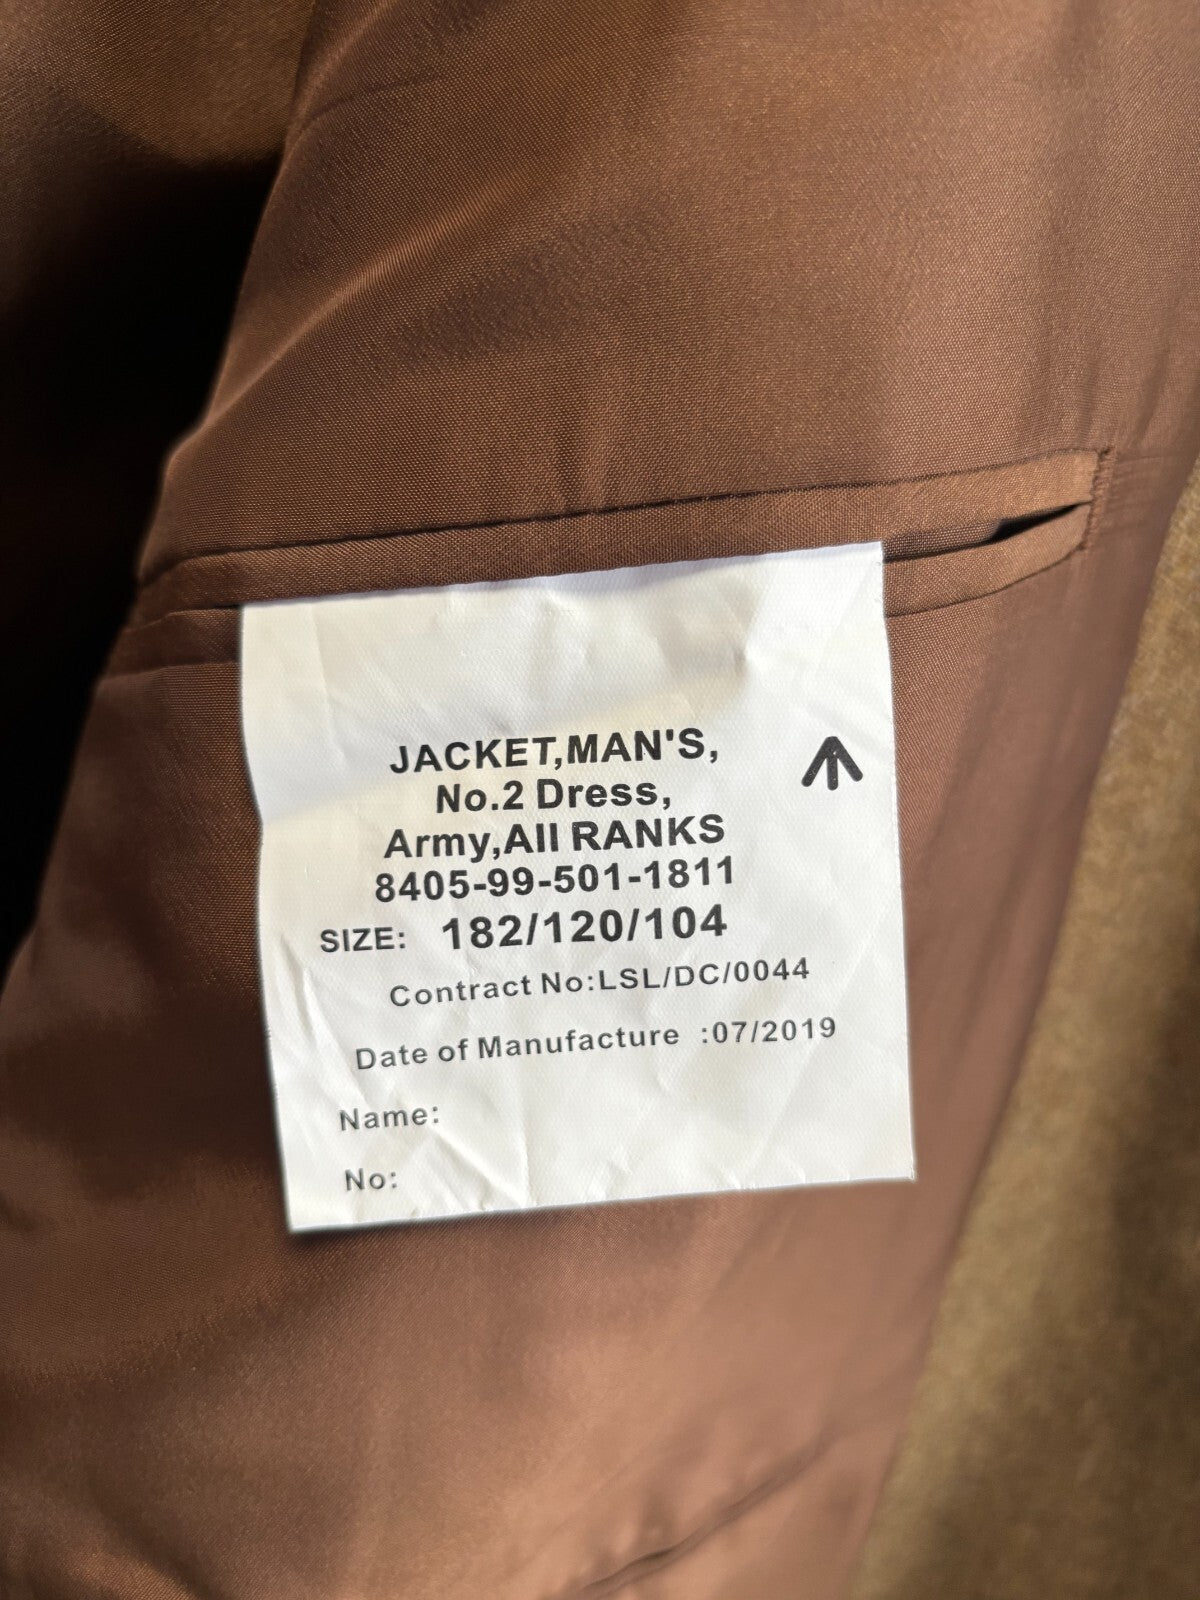 JACKET,MAN'S,
No.2 Dress,
Army,All RANKS
8405-99-501-1811
SIZE: 182/120/104
Contract No:LSL/DC/0044
Date of Manufacture :07/2019
Name:
No: